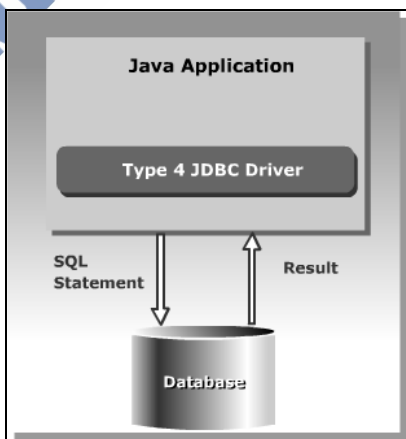 Java Application
Type 4 JDBC Driver
SQL
Statement
Result
Database